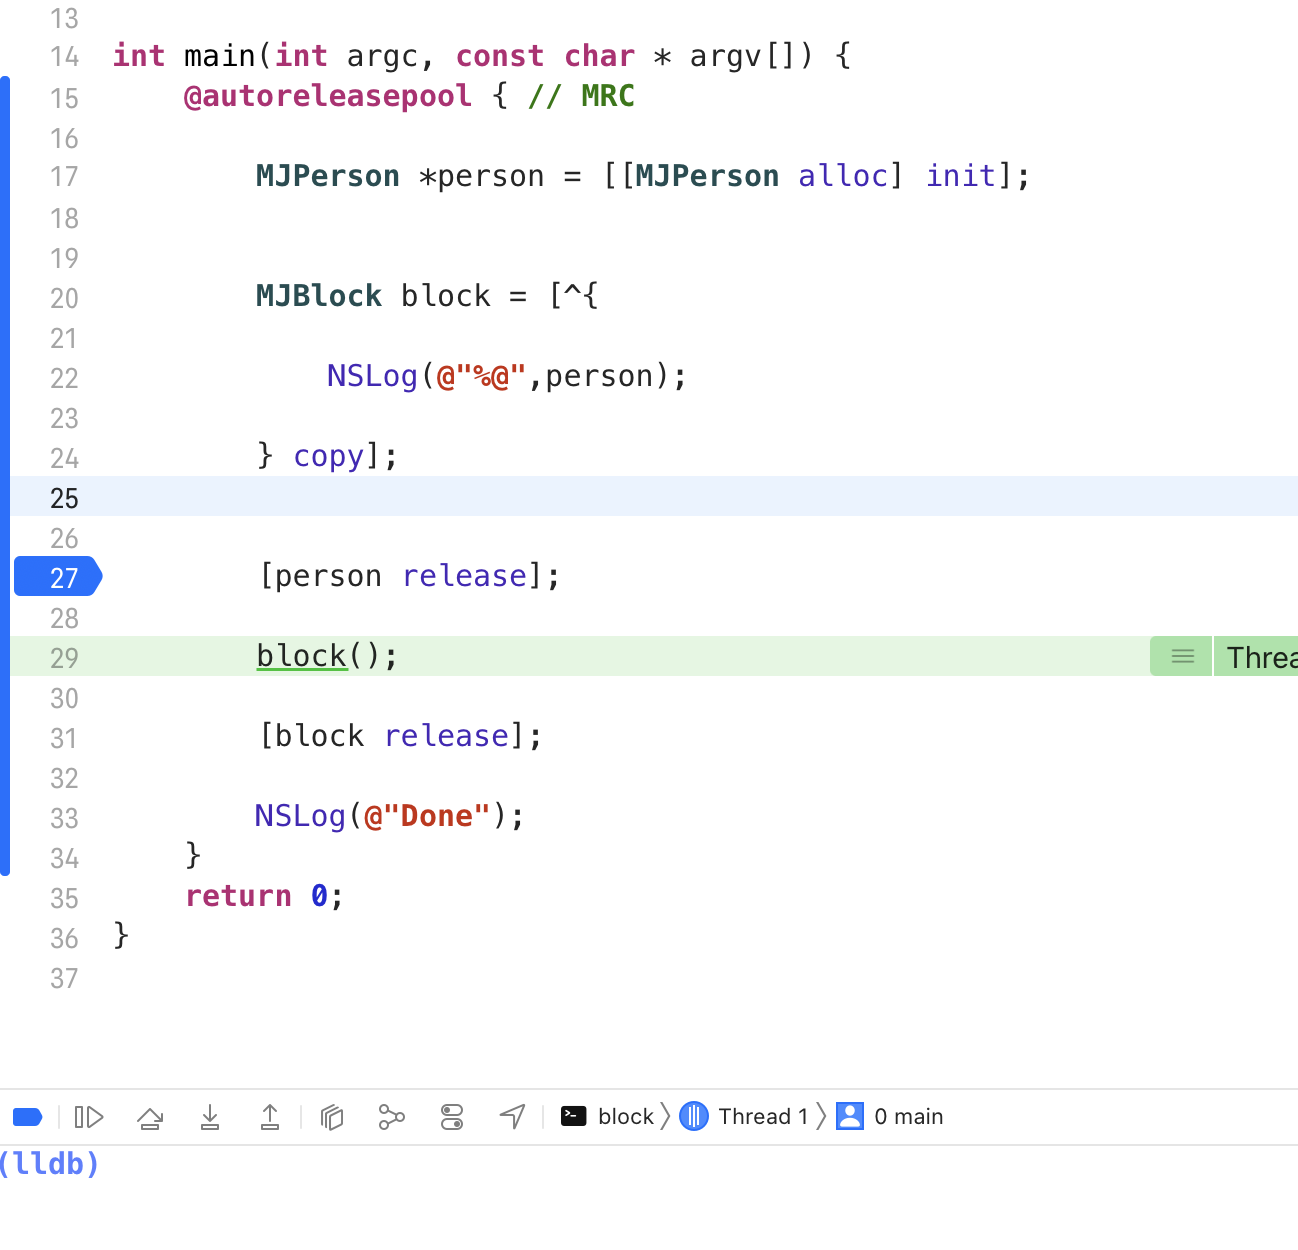 13
14 int main(int argc, const char * argv[]) {
15 @autoreleasepool { // MRC
16
17 MJPerson *person = [[MJPerson alloc] init];
18
19
20 MJBlock block = [^{
21
22 NSLog(@"%@",person);
23
24 } copy];
25
26
27 [person release];
28
29 block(); Threa
30
31 [block release];
32
33 NSLog(@"Done");
34 }
35 return 0;
36 }
37
block Thread 1 0 main
(lldb)